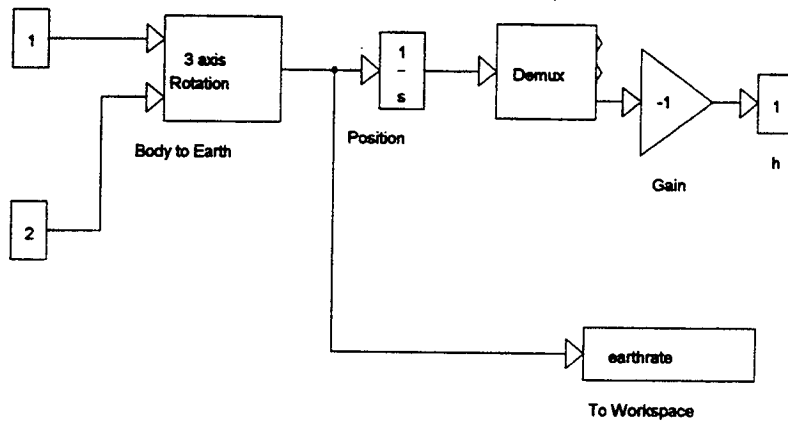 1
3 axis
Rotation
Body to Earth
2
1
s
Position
Demux
-1
Gain
1
h
earthrate
To Workspace